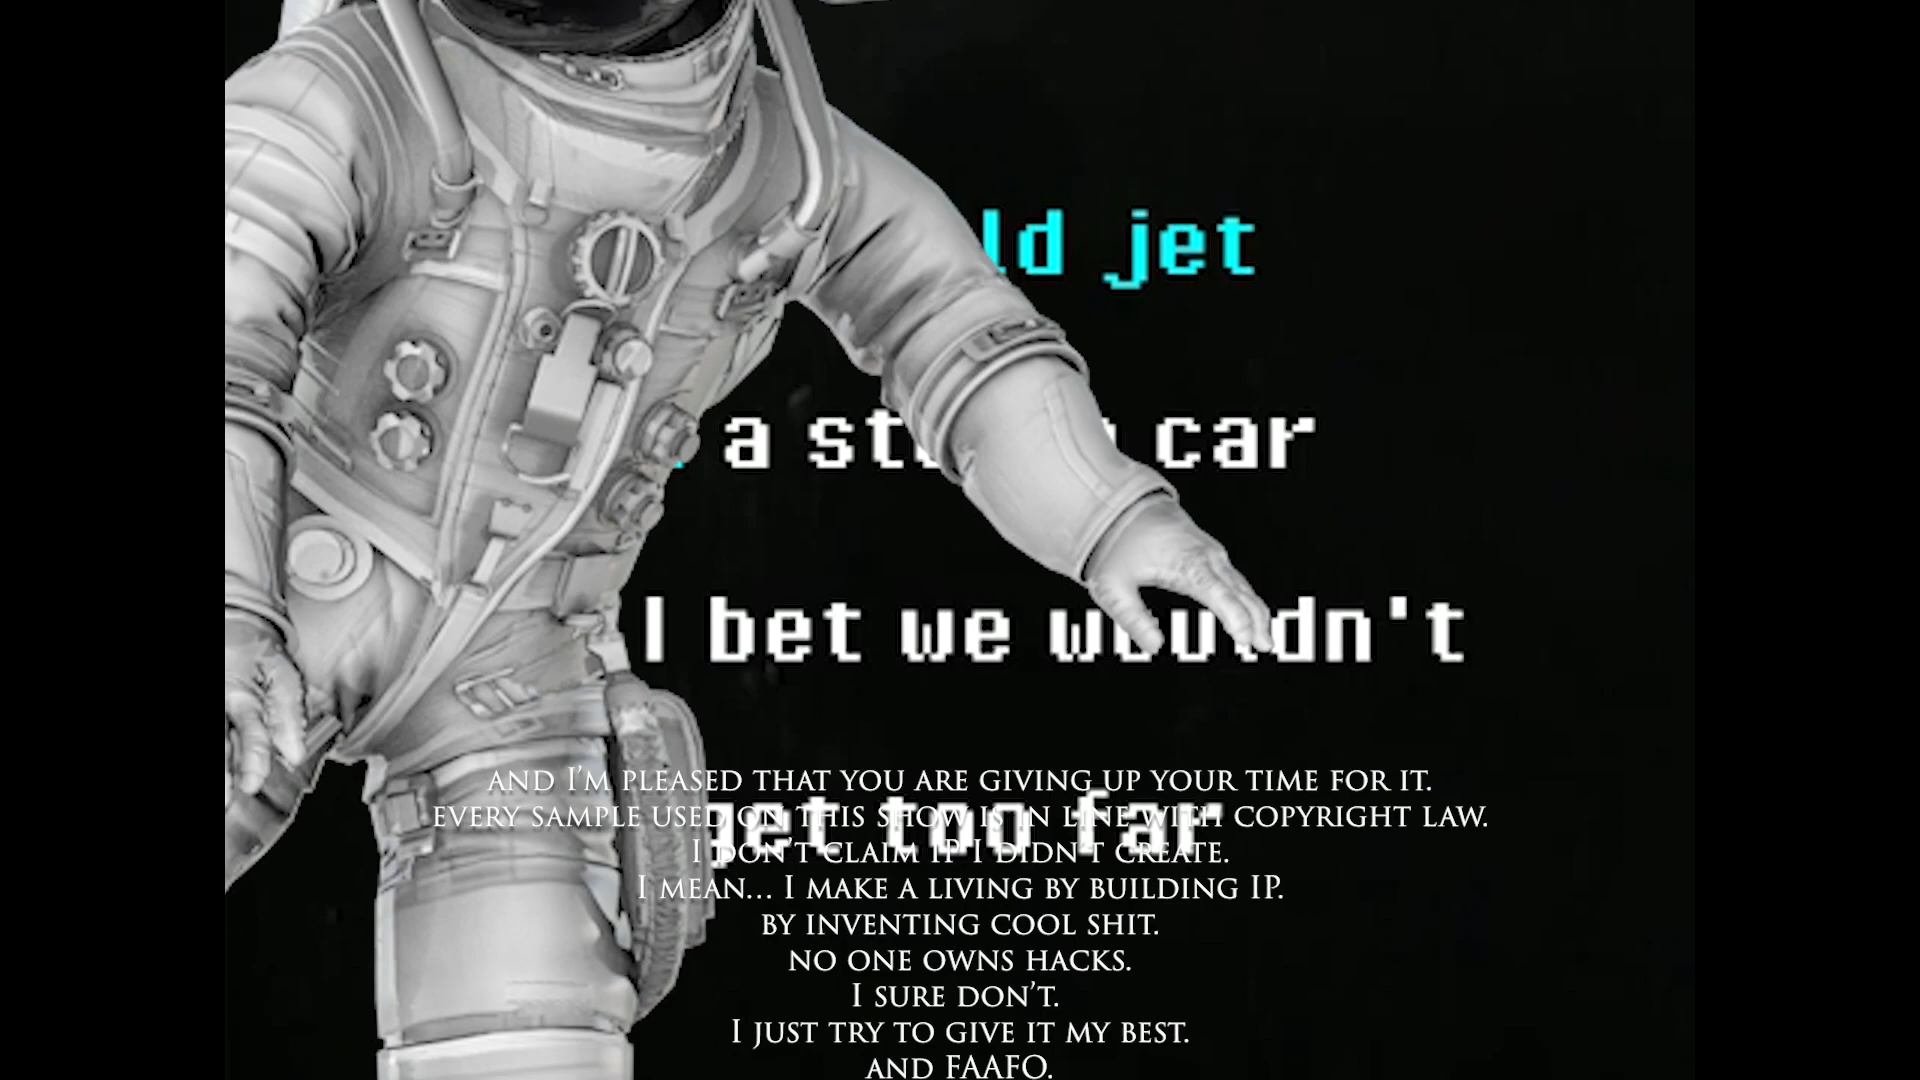 ld jet
a car
I bet we
get too far
AND I'M PLEASED THAT YOU ARE GIVING UP YOUR TIME FOR IT.
EVERY SAMPLE USED ON THIS SHOW IS IN LINE WITH COPYRIGHT LAW.
I DON'T CLAIM IP I DIDN'T CREATE.
I MEAN... I MAKE A LIVING BY BUILDING IP.
BY INVENTING COOL SHIT.
NO ONE OWNS HACKS.
I SURE DON'T.
I JUST TRY TO GIVE IT MY BEST.
AND FAAFO.